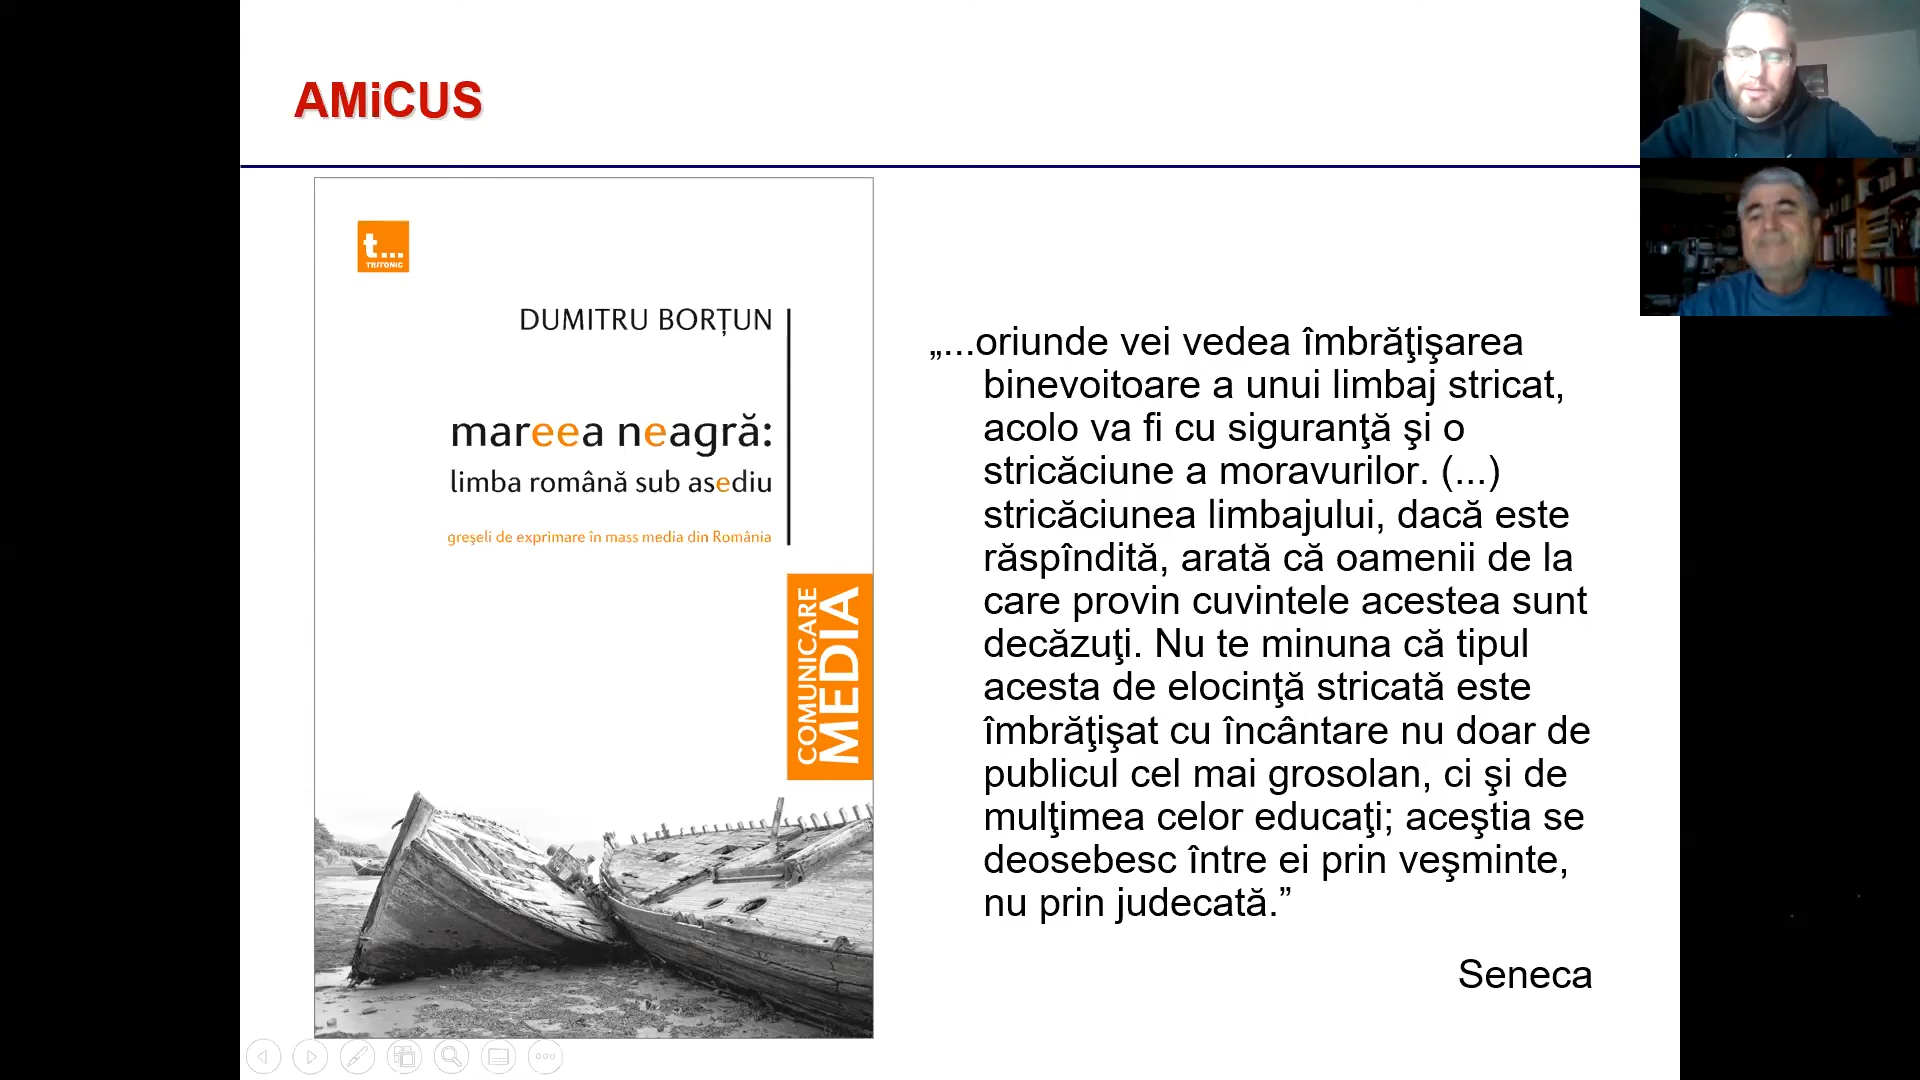 AMiCUS
t...
TRITONIC
DUMITRU BORȚUN
mareea neagră:
limba română sub asediu
greşeli de exprimare în mass media din România
COMUNICARE
MEDIA
„...oriunde vei vedea îmbrăţişarea
binevoitoare a unui limbaj stricat,
acolo va fi cu siguranţă şi o
stricăciune a moravurilor. (...)
stricăciunea limbajului, dacă este
răspîndită, arată că oamenii de la
care provin cuvintele acestea sunt
decăzuţi. Nu te minuna că tipul
acesta de elocinţă stricată este
îmbrăţişat cu încântare nu doar de
publicul cel mai grosolan, ci şi de
mulţimea celor educaţi; aceştia se
deosebesc între ei prin veşminte,
nu prin judecată.”
Seneca